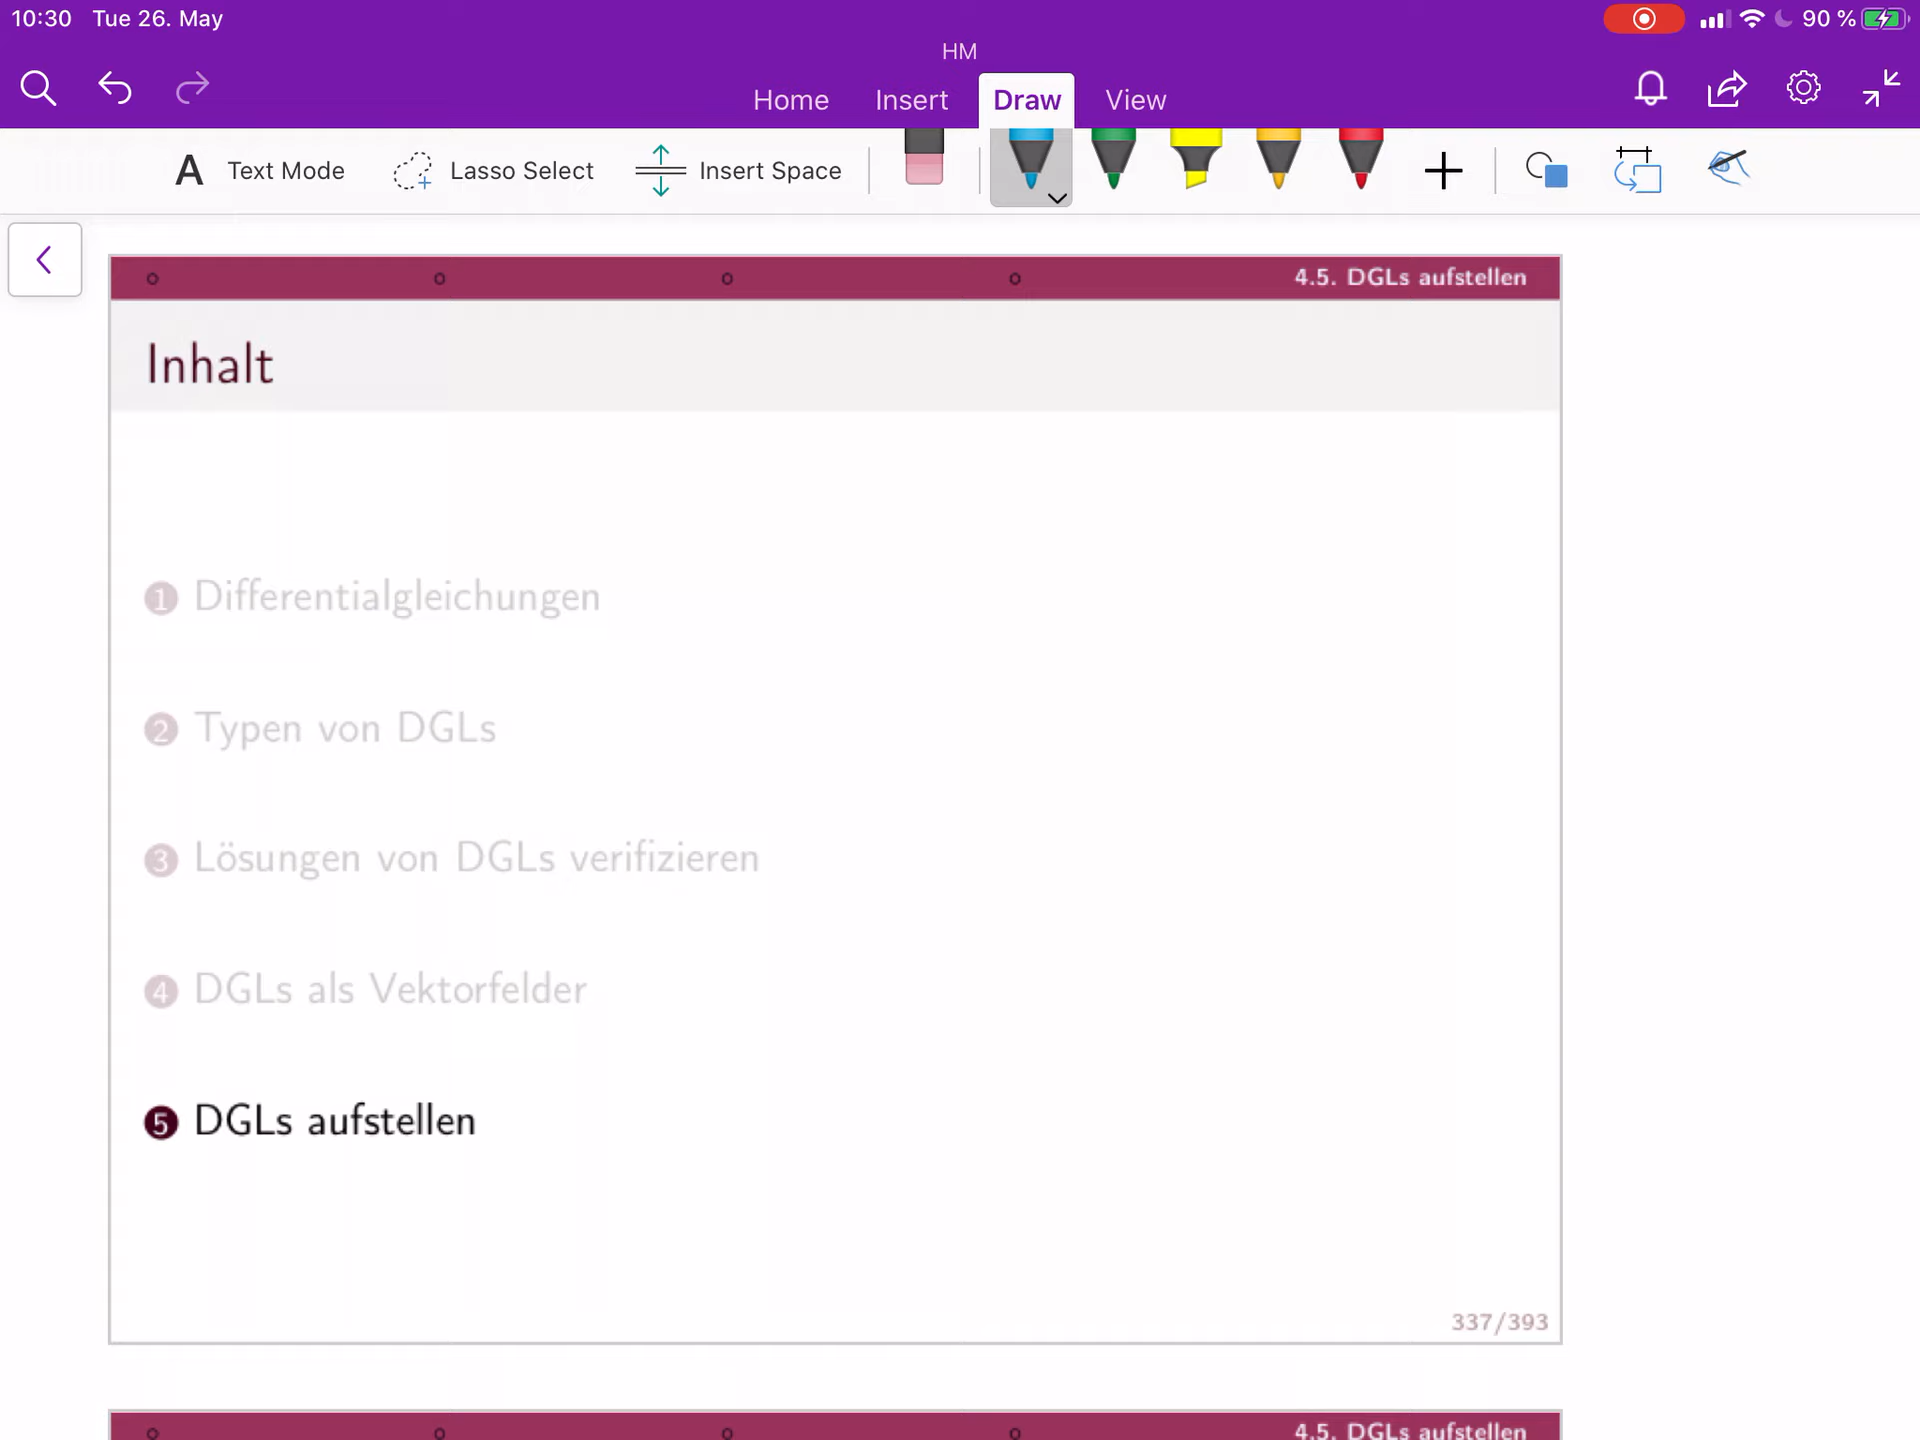 10:30 Tue 26. May 90 %
HM
Home Insert Draw View
A Text Mode Lasso Select Insert Space
4.5. DGLs aufstellen
Inhalt
1 Differentialgleichungen
2 Typen von DGLs
3 Lösungen von DGLs verifizieren
4 DGLs als Vektorfelder
5 DGLs aufstellen
337/393
4.5. DGLs aufstellen